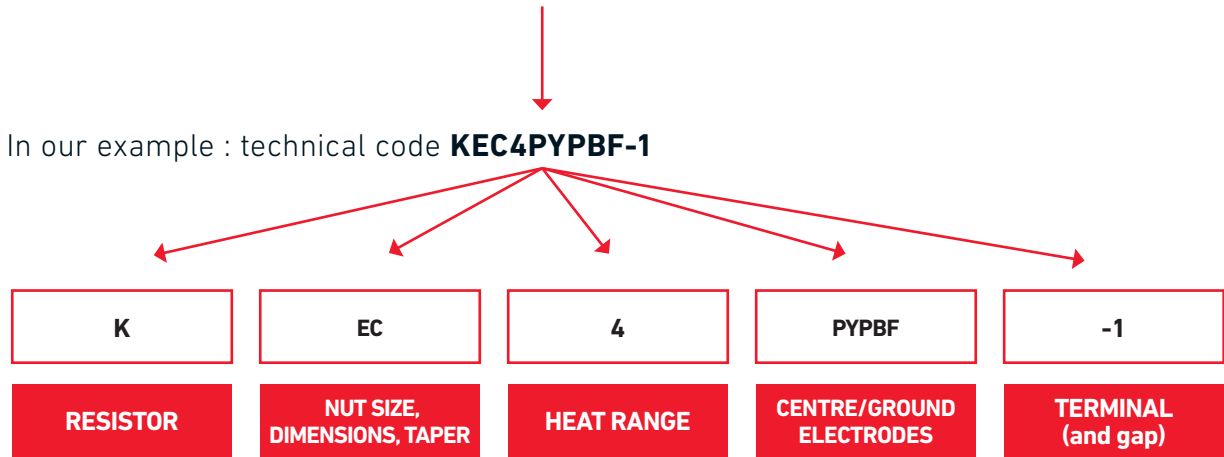 In our example : technical code KEC4PYPBF-1
K
EC
4
PYPBF
-1
RESISTOR
NUT SIZE,
DIMENSIONS, TAPER
HEAT RANGE
CENTRE/GROUND
ELECTRODES
TERMINAL
(and gap)